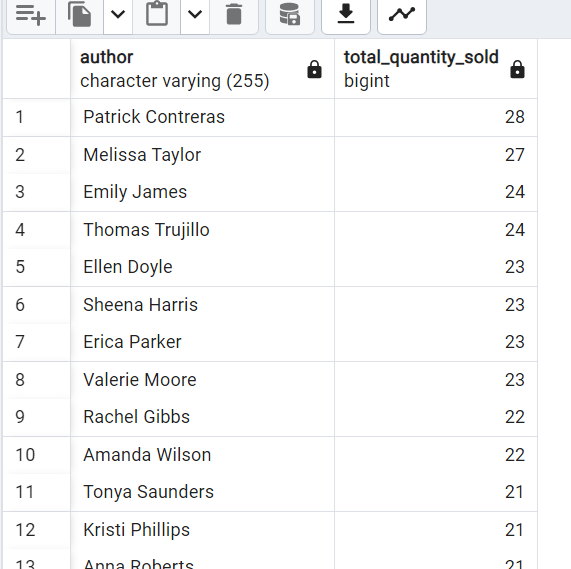 author total_quantity_sold
character varying (255) bigint
1 Patrick Contreras 28
2 Melissa Taylor 27
3 Emily James 24
4 Thomas Trujillo 24
5 Ellen Doyle 23
6 Sheena Harris 23
7 Erica Parker 23
8 Valerie Moore 23
9 Rachel Gibbs 22
10 Amanda Wilson 22
11 Tonya Saunders 21
12 Kristi Phillips 21
13 Anna Roberts 21